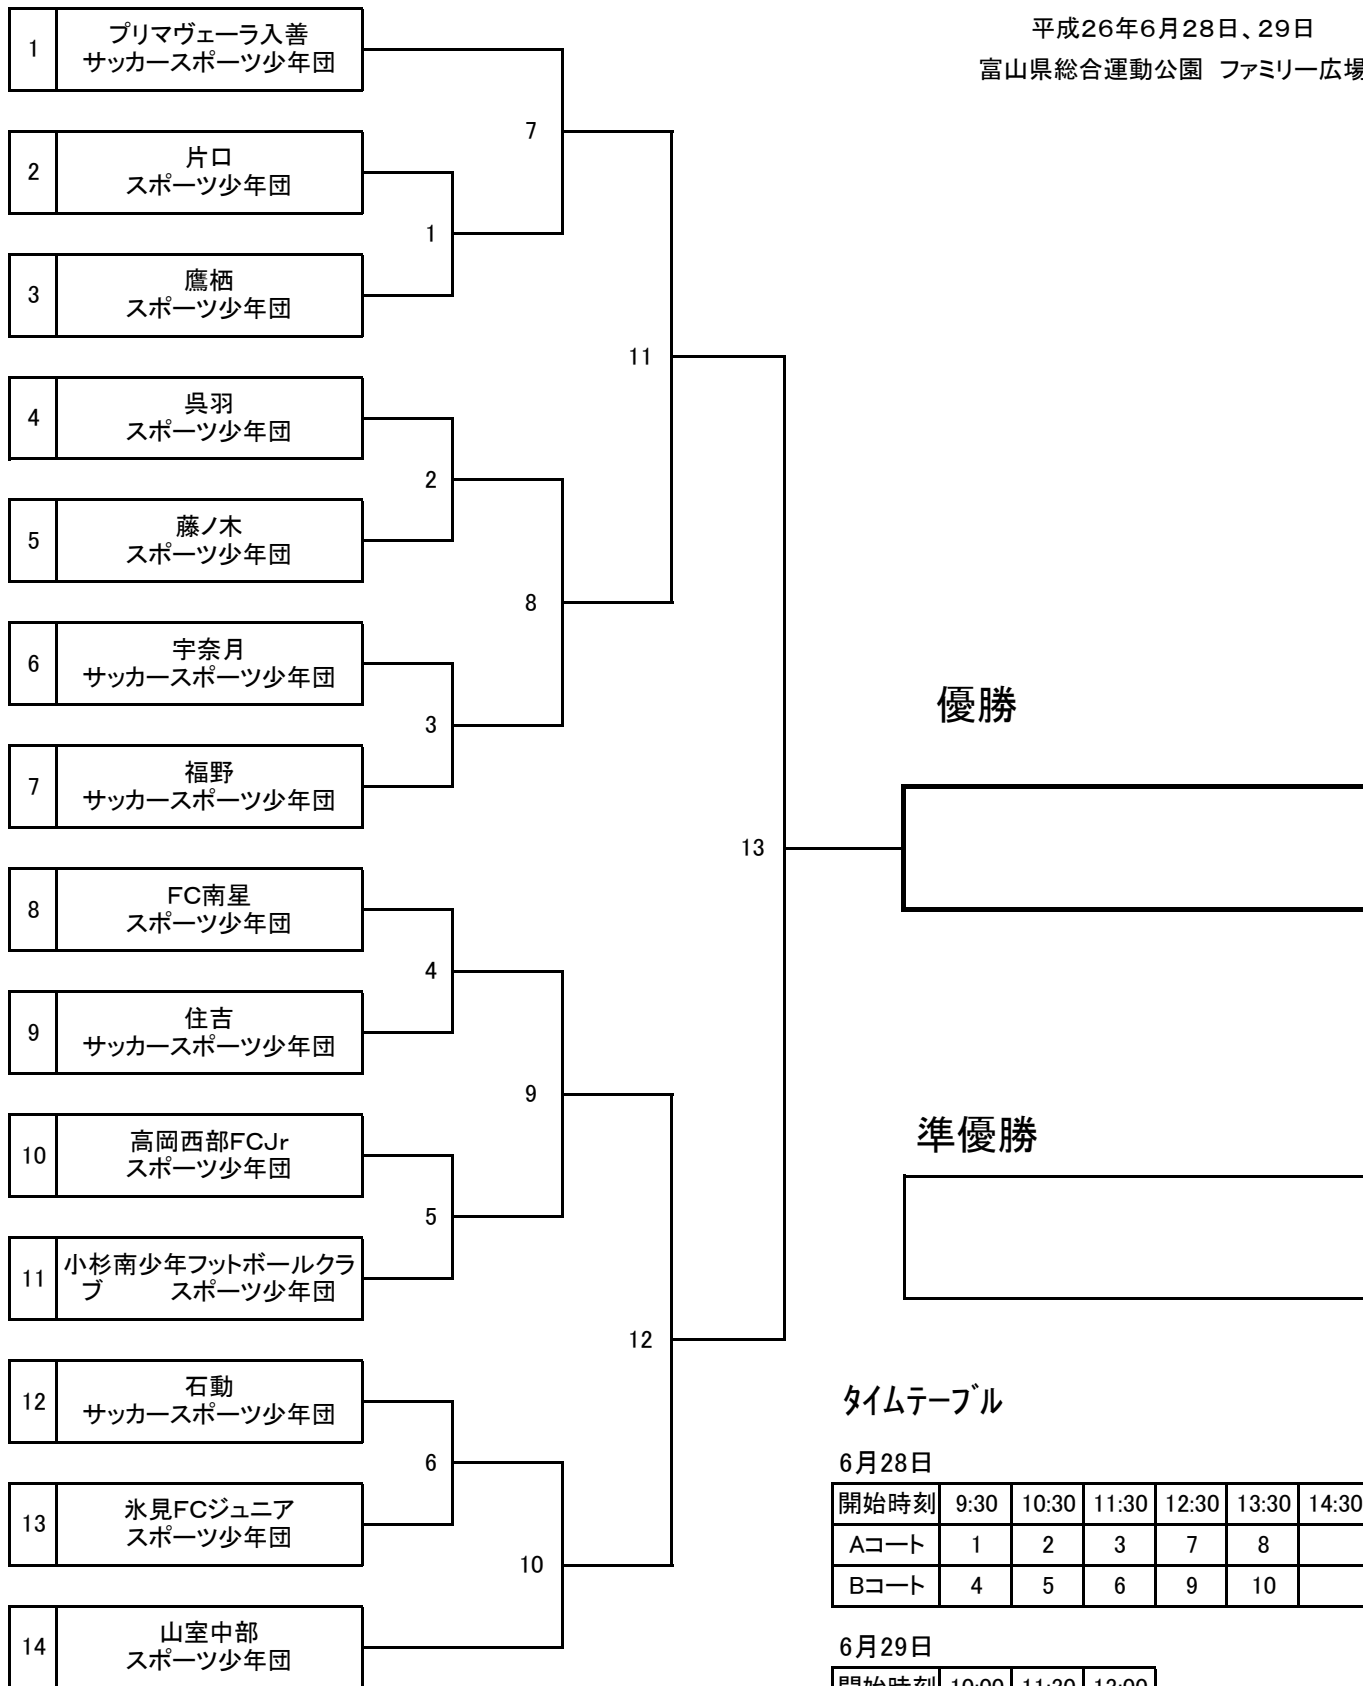 平成26年6月28日、29日
富山県総合運動公園 ファミリー広場
1 プリマヴェーラ入善
サッカースポーツ少年団
7
2 片口
スポーツ少年団
1
3 鷹栖
スポーツ少年団
11
4 呉羽
スポーツ少年団
2
5 藤ノ木
スポーツ少年団
8
6 宇奈月
サッカースポーツ少年団
3
7 福野
サッカースポーツ少年団
優勝
13
8 FC南星
スポーツ少年団
4
9 住吉
サッカースポーツ少年団
9
10 高岡西部FCJr
スポーツ少年団
5
11 小杉南少年フットボールクラ
ブ スポーツ少年団
準優勝
12
12 石動
サッカースポーツ少年団
6
13 氷見FCジュニア
スポーツ少年団
10
14 山室中部
スポーツ少年団
タイムテーブル
6月28日
開始時刻 9:30 10:30 11:30 12:30 13:30 14:30
Aコート 1 2 3 7 8
Bコート 4 5 6 9 10
6月29日
開始時刻 10:00 11:30 13:00